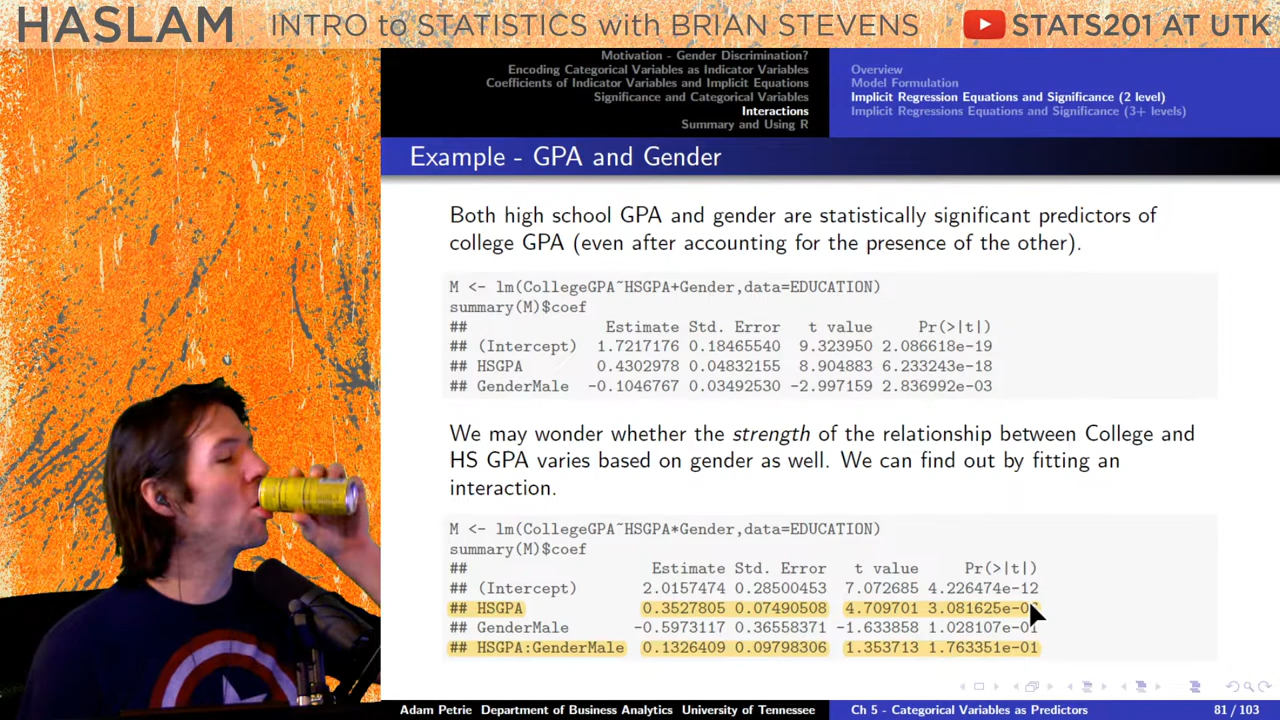 HASLAM INTRO to STATISTICS with BRIAN STEVENS STATS201 AT UTK
Motivation - Gender Discrimination?
Encoding Categorical Variables as Indicator Variables
Coefficients of Indicator Variables and Implicit Equations
Significance and Categorical Variables
Interactions
Summary and Using R
Overview
Model Formulation
Implicit Regression Equations and Significance (2 level)
Implicit Regressions Equations and Significance (3+ levels)
Example - GPA and Gender
Both high school GPA and gender are statistically significant predictors of
college GPA (even after accounting for the presence of the other).
M <- lm(CollegeGPA~HSGPA+Gender,data=EDUCATION)
summary(M)$coef
## Estimate Std. Error t value Pr(>|t|)
## (Intercept) 1.7217176 0.18465540 9.323950 2.086618e-19
## HSGPA 0.4302978 0.04832155 8.904883 6.233243e-18
## GenderMale -0.1046767 0.03492530 -2.997159 2.836992e-03
We may wonder whether the strength of the relationship between College and
HS GPA varies based on gender as well. We can find out by fitting an
interaction.
M <- lm(CollegeGPA~HSGPA*Gender,data=EDUCATION)
summary(M)$coef
## Estimate Std. Error t value Pr(>|t|)
## (Intercept) 2.0157474 0.28500453 7.072685 4.226474e-12
## HSGPA 0.3527805 0.07490508 4.709701
## GenderMale -0.5973117 0.36558371 -1.633858 1.028107e-01
## HSGPA:GenderMale 0.1326409 0.09798306 1.353713 1.763351e-01
Adam Petrie Department of Business Analytics University of Tennessee Ch 5 - Categorical Variables as Predictors 81 / 103